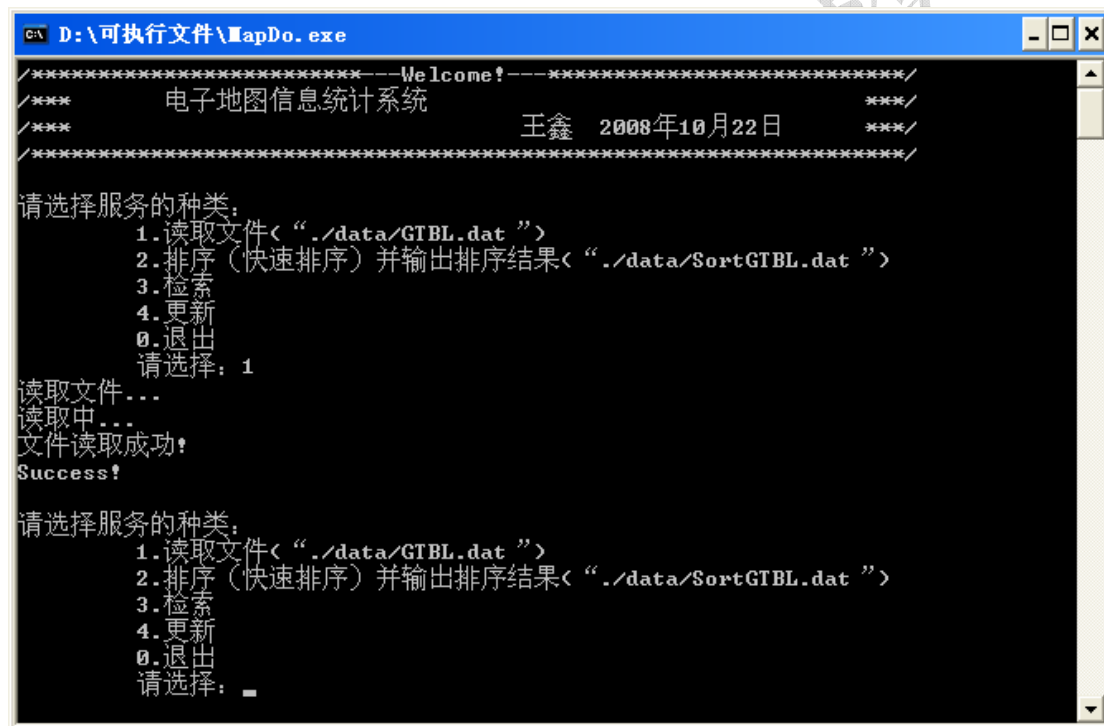 D:\可执行文件\MapDo.exe
/*************************---Welcome!---***************************/
/*** 电子地图信息统计系统 ***/
/*** 王鑫 2008年10月22日 ***/
/******************************************************************/
请选择服务的种类:
1.读取文件(“./data/GTBL.dat ”)
2.排序(快速排序)并输出排序结果(“./data/SortGTBL.dat ”)
3.检索
4.更新
0.退出
请选择:1
读取文件...
读取中...
文件读取成功!
Success!
请选择服务的种类:
1.读取文件(“./data/GTBL.dat ”)
2.排序(快速排序)并输出排序结果(“./data/SortGTBL.dat ”)
3.检索
4.更新
0.退出
请选择: